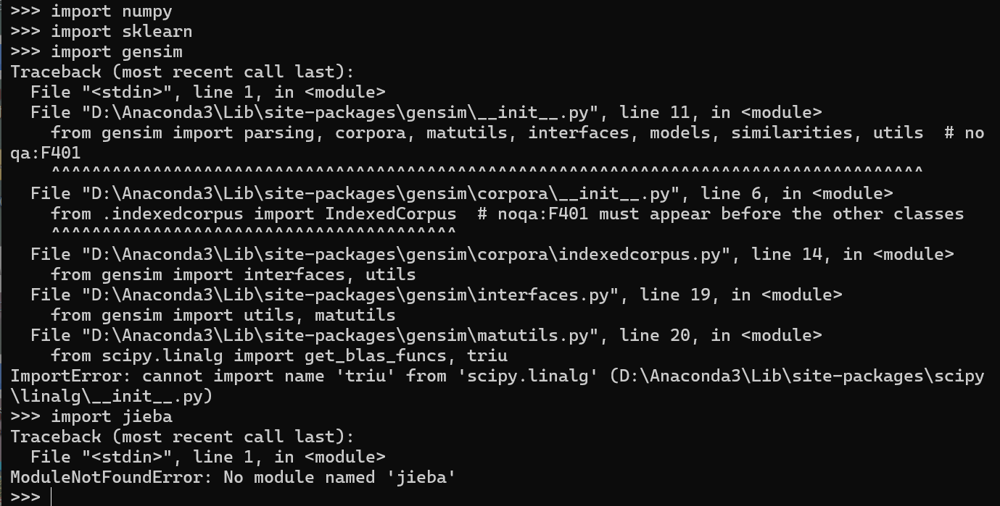 >>> import numpy
>>> import sklearn
>>> import gensim
Traceback (most recent call last):
  File "<stdin>", line 1, in <module>
  File "D:\Anaconda3\Lib\site-packages\gensim\__init__.py", line 11, in <module>
    from gensim import parsing, corpora, matutils, interfaces, models, similarities, utils  # no
qa:F401
    ^^^^^^^^^^^^^^^^^^^^^^^^^^^^^^^^^^^^^^^^^^^^^^^^^^^^^^^^^^^^^^^^^^^^^^^^^^^^^^^^^^^^^^
  File "D:\Anaconda3\Lib\site-packages\gensim\corpora\__init__.py", line 6, in <module>
    from .indexedcorpus import IndexedCorpus  # noqa:F401 must appear before the other classes
    ^^^^^^^^^^^^^^^^^^^^^^^^^^^^^^^^^^^^^^^^
  File "D:\Anaconda3\Lib\site-packages\gensim\corpora\indexedcorpus.py", line 14, in <module>
    from gensim import interfaces, utils
  File "D:\Anaconda3\Lib\site-packages\gensim\interfaces.py", line 19, in <module>
    from gensim import utils, matutils
  File "D:\Anaconda3\Lib\site-packages\gensim\matutils.py", line 20, in <module>
    from scipy.linalg import get_blas_funcs, triu
ImportError: cannot import name 'triu' from 'scipy.linalg' (D:\Anaconda3\Lib\site-packages\scipy
\linalg\__init__.py)
>>> import jieba
Traceback (most recent call last):
  File "<stdin>", line 1, in <module>
ModuleNotFoundError: No module named 'jieba'
>>>